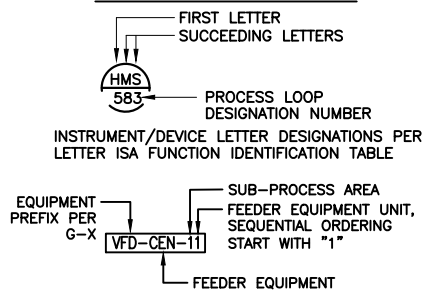 FIRST LETTER
SUCCEEDING LETTERS
HMS
583
PROCESS LOOP
DESIGNATION NUMBER
INSTRUMENT/DEVICE LETTER DESIGNATIONS PER
LETTER ISA FUNCTION IDENTIFICATION TABLE
EQUIPMENT
PREFIX PER
G-X
SUB-PROCESS AREA
FEEDER EQUIPMENT UNIT,
SEQUENTIAL ORDERING
START WITH "1"
VFD-CEN-11
FEEDER EQUIPMENT